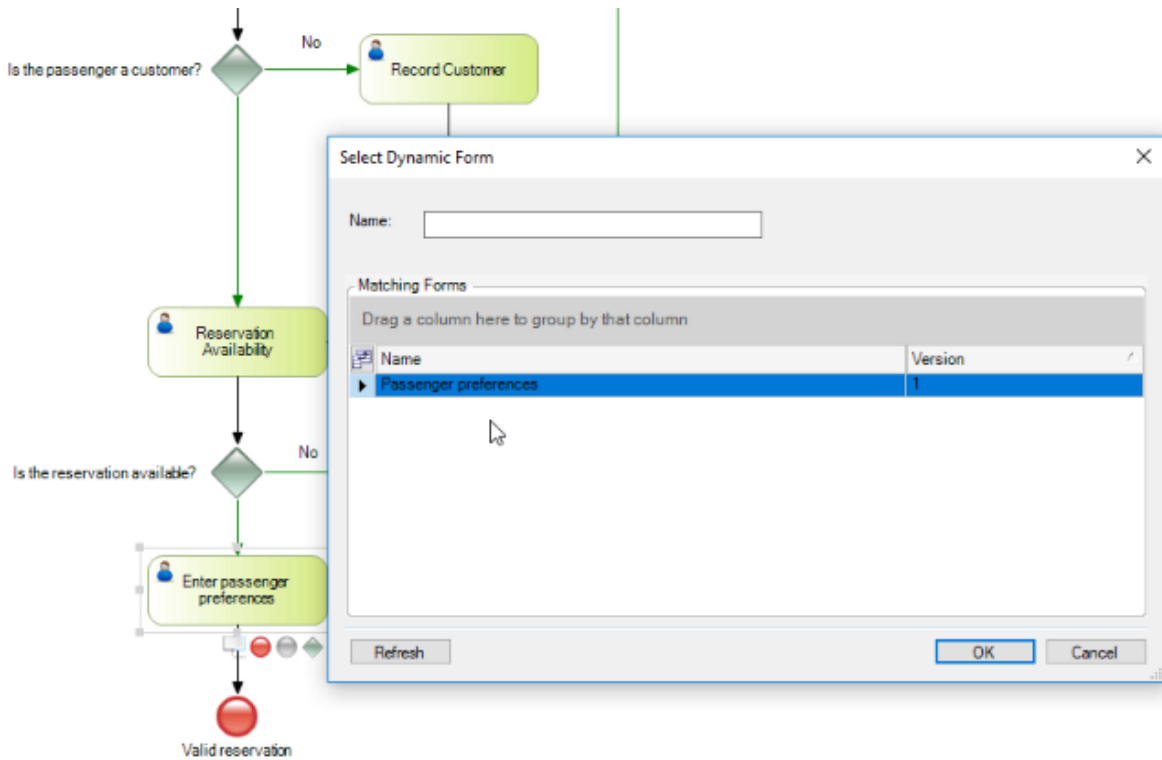 No
Is the passenger a customer?
Record Customer
Select Dynamic Form
Name:
Matching Forms
Drag a column here to group by that column
Name Version
Passenger preferences 1
Reservation
Availability
No
Is the reservation available?
Enter passenger
preferences
Refresh OK Cancel
Valid reservation